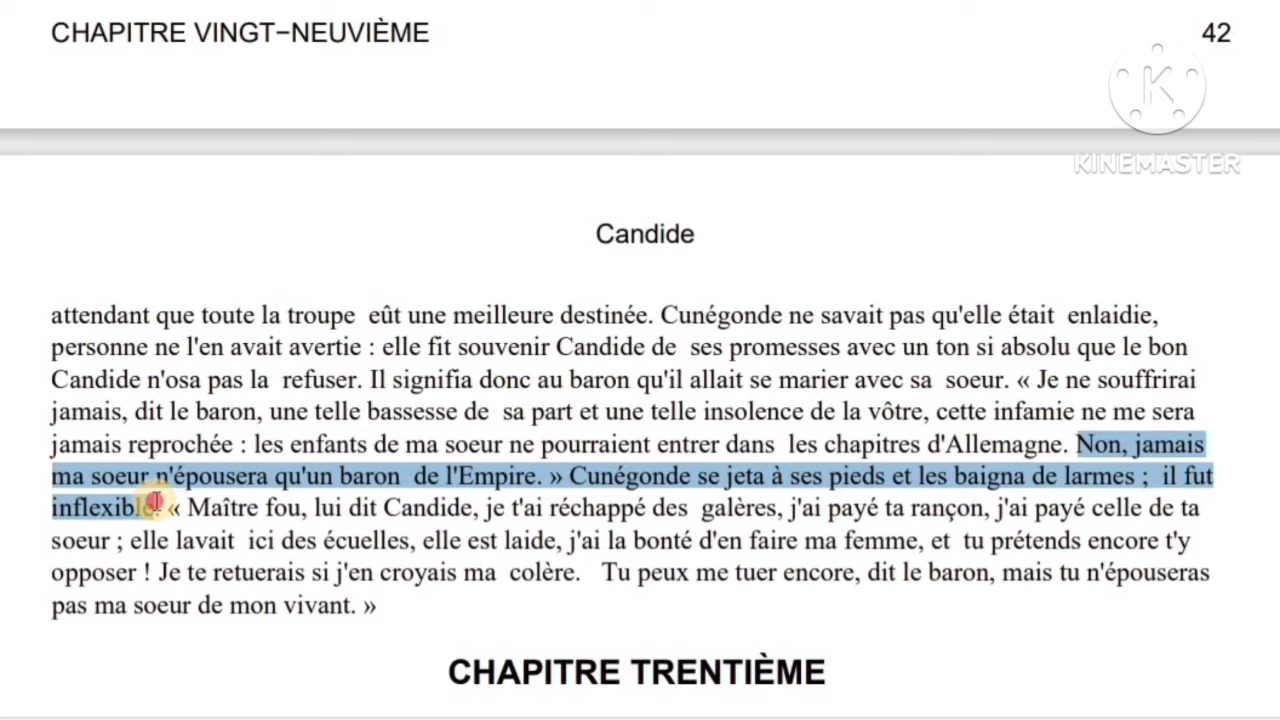 CHAPITRE VINGT−NEUVIÈME 42
KINEMASTER
Candide
attendant que toute la troupe eût une meilleure destinée. Cunégonde ne savait pas qu'elle était enlaidie,
personne ne l'en avait avertie : elle fit souvenir Candide de ses promesses avec un ton si absolu que le bon
Candide n'osa pas la refuser. Il signifia donc au baron qu'il allait se marier avec sa soeur. « Je ne souffrirai
jamais, dit le baron, une telle bassesse de sa part et une telle insolence de la vôtre, cette infamie ne me sera
jamais reprochée : les enfants de ma soeur ne pourraient entrer dans les chapitres d'Allemagne. Non, jamais
ma soeur n'épousera qu'un baron de l'Empire. » Cunégonde se jeta à ses pieds et les baigna de larmes ; il fut
inflexible. « Maître fou, lui dit Candide, je t'ai réchappé des galères, j'ai payé ta rançon, j'ai payé celle de ta
soeur ; elle lavait ici des écuelles, elle est laide, j'ai la bonté d'en faire ma femme, et tu prétends encore t'y
opposer ! Je te retuerais si j'en croyais ma colère. Tu peux me tuer encore, dit le baron, mais tu n'épouseras
pas ma soeur de mon vivant. »
CHAPITRE TRENTIÈME